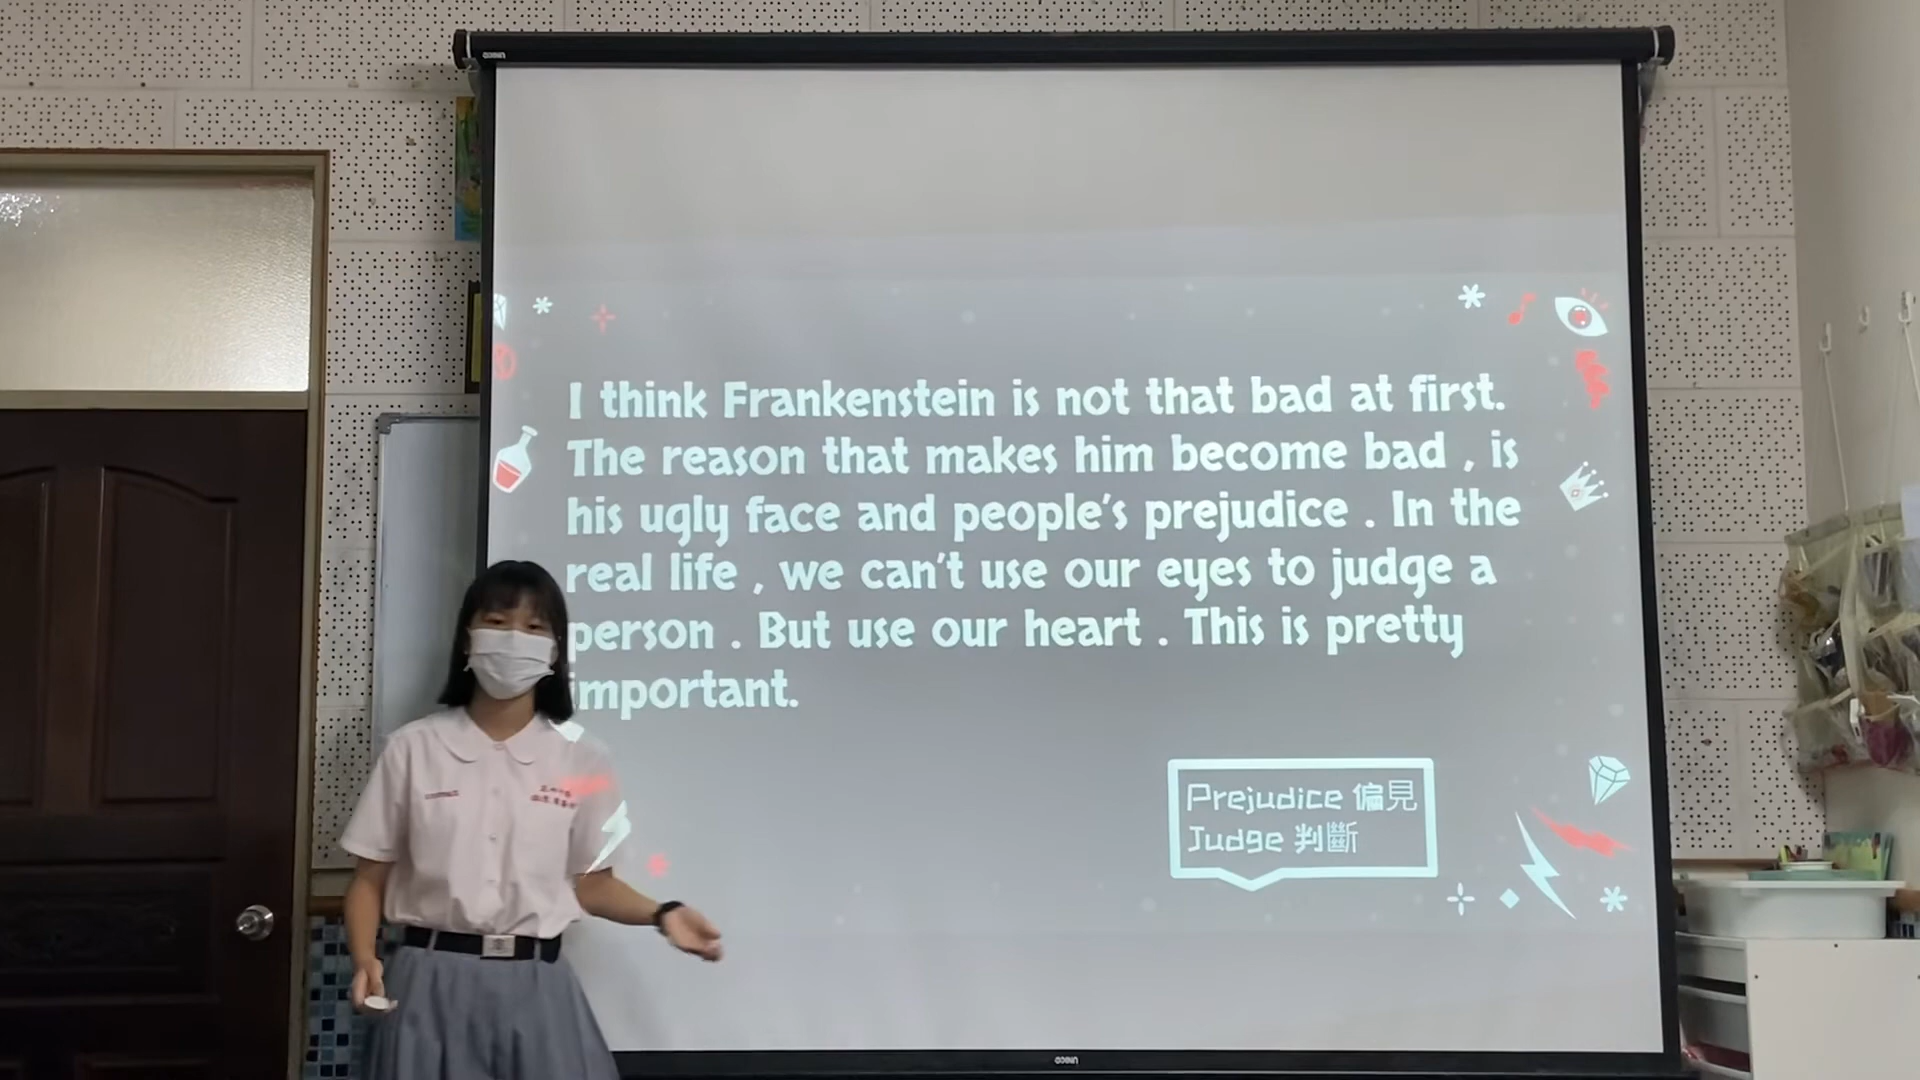 I think Frankenstein is not that bad at first.
The reason that makes him become bad , is
his ugly face and people's prejudice . In the
real life , we can't use our eyes to judge a
person . But use our heart . This is pretty
important.
Prejudice 偏見
Judge 判斷